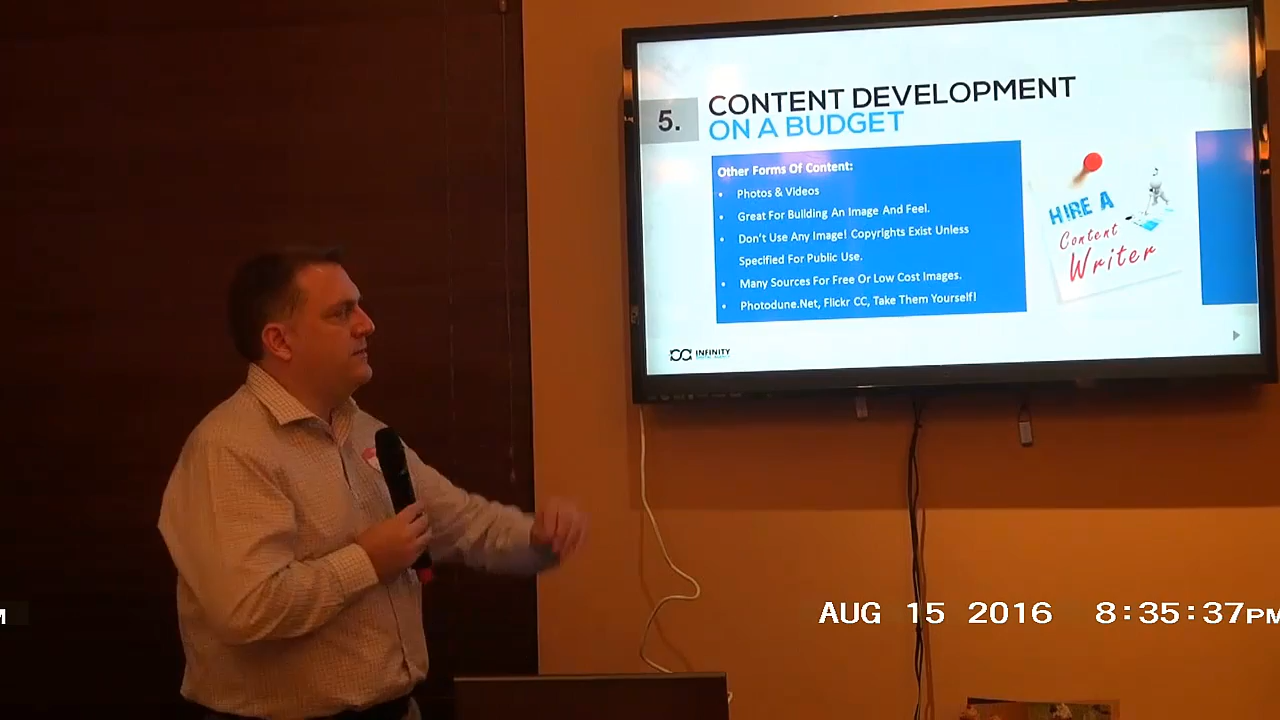 5.
CONTENT DEVELOPMENT
ON A BUDGET
Other Forms Of Content:
• Photos & Videos
• Great For Building An Image And Feel.
• Don't Use Any Image! Copyrights Exist Unless
Specified For Public Use.
• Many Sources For Free Or Low Cost Images.
• Photodune.Net, Flickr CC, Take Them Yourself!
HIRE A
Content
Writer
INFINITY
M
AUG 15 2016 8:35:37PM